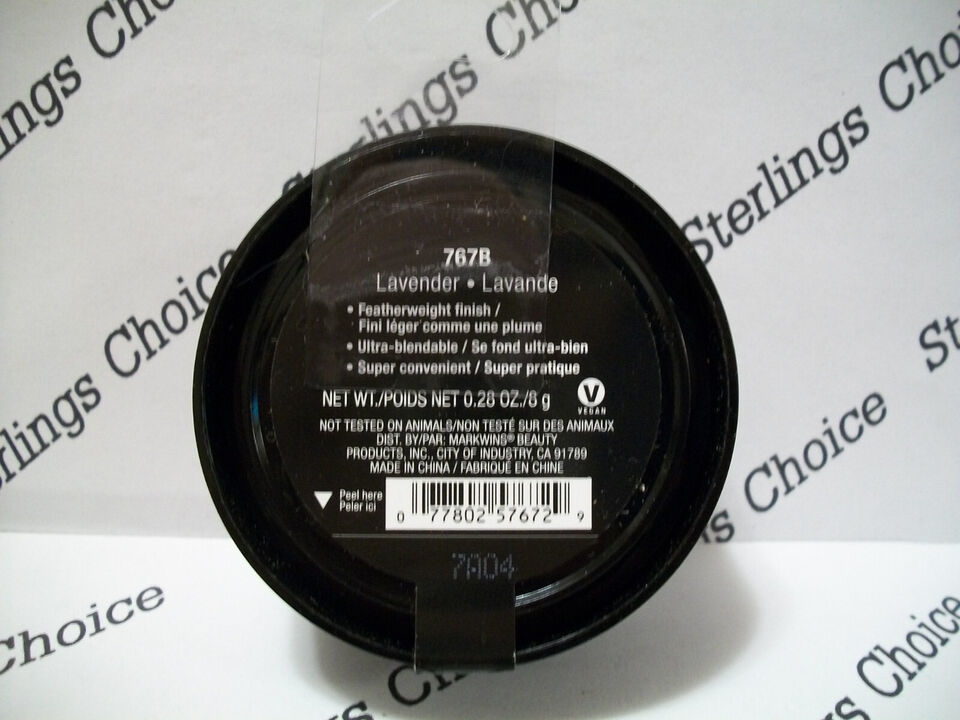 Sterlings Choice
767B
Lavender • Lavande
• Featherweight finish /
Fini léger comme une plume
• Ultra-blendable / Se fond ultra-bien
• Super convenient / Super pratique
NET WT./POIDS NET 0.28 OZ./8 g
V
VEGAN
NOT TESTED ON ANIMALS/NON TESTÉ SUR DES ANIMAUX
DIST. BY/PAR: MARKWINS® BEAUTY
PRODUCTS, INC., CITY OF INDUSTRY, CA 91789
MADE IN CHINA / FABRIQUÉ EN CHINE
Peel here
Peler ici
0 77802 57672 9
7A04
Sterlings Choice
Sterlings Choice
Choice
Choice